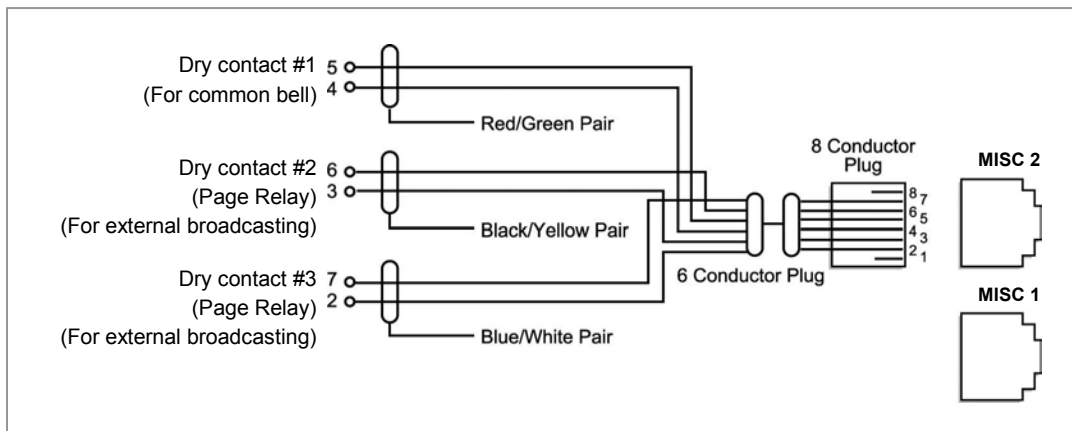 Dry contact #1 5
(For common bell) 4
Red/Green Pair
Dry contact #2 6
(Page Relay) 3
(For external broadcasting)
Black/Yellow Pair
Dry contact #3 7
(Page Relay) 2
(For external broadcasting)
Blue/White Pair
6 Conductor Plug
8 Conductor
Plug
8
7
6
5
4
3
2
1
MISC 2
MISC 1